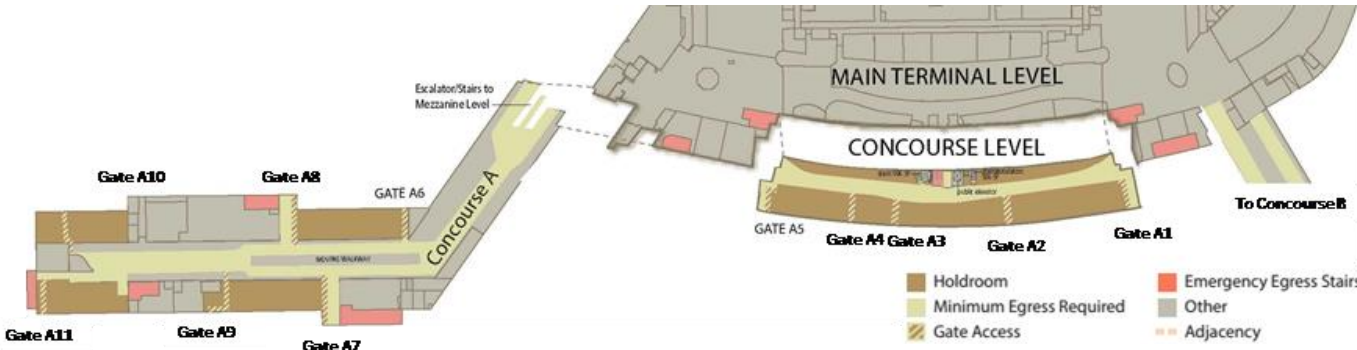 MAIN TERMINAL LEVEL
Escalator/Stairs to
Mezzanine Level
CONCOURSE LEVEL
Gate A10
Gate A8
GATE A6
Concourse A
To Concourse B
GATE A5
Gate A4
Gate A3
Gate A2
Gate A1
MOVING WALKWAY
Holdroom
Minimum Egress Required
Gate Access
Emergency Egress Stairs
Other
Adjacency
Gate A11
Gate A9
Gate A7